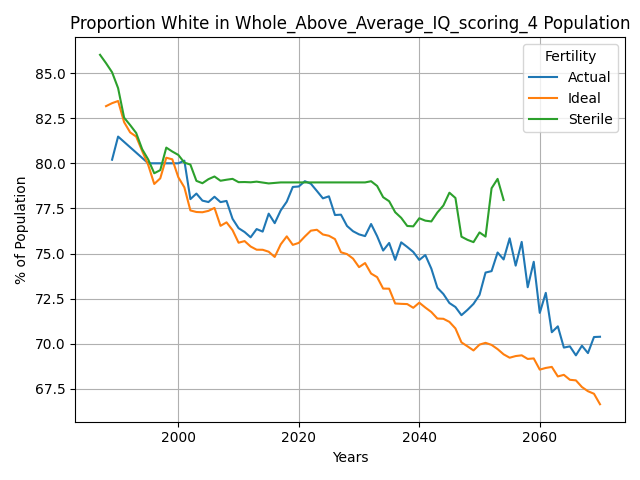 Proportion White in Whole_Above_Average_IQ_scoring_4 Population
Fertility
Actual
Ideal
Sterile
% of Population
85.0
82.5
80.0
77.5
75.0
72.5
70.0
67.5
2000
2020
2040
2060
Years